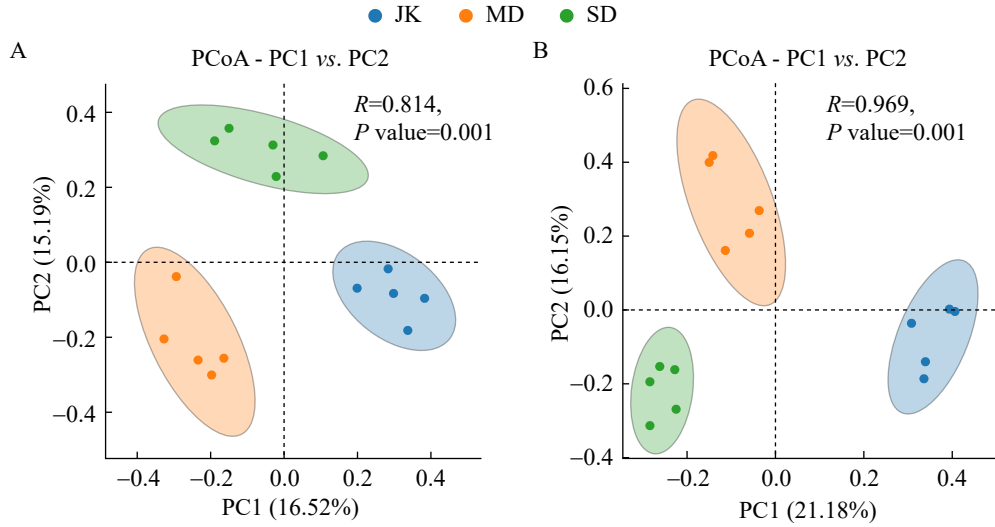 JK MD SD
A
PCoA - PC1 vs. PC2
R=0.814,
P value=0.001
0.4
0.2
0.0
−0.2
−0.4
PC2 (15.19%)
−0.4 −0.2 0.0 0.2 0.4
PC1 (16.52%)
B
PCoA - PC1 vs. PC2
R=0.969,
P value=0.001
0.6
0.4
0.2
0.0
−0.2
−0.4
PC2 (16.15%)
−0.2 0.0 0.2 0.4
PC1 (21.18%)